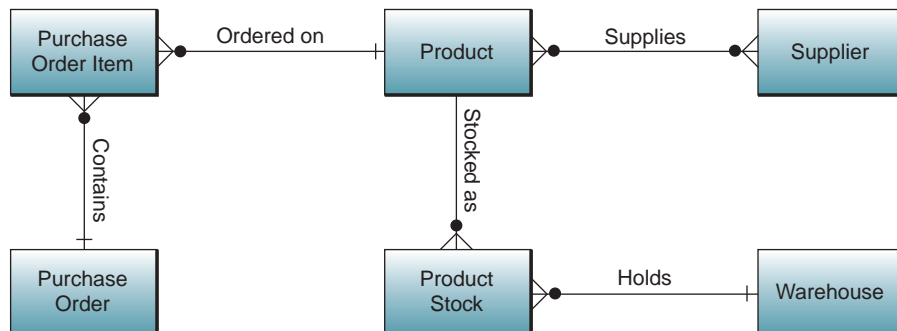 Purchase
Order Item
Ordered on
Product
Supplies
Supplier
Contains
Stocked as
Purchase
Order
Product
Stock
Holds
Warehouse